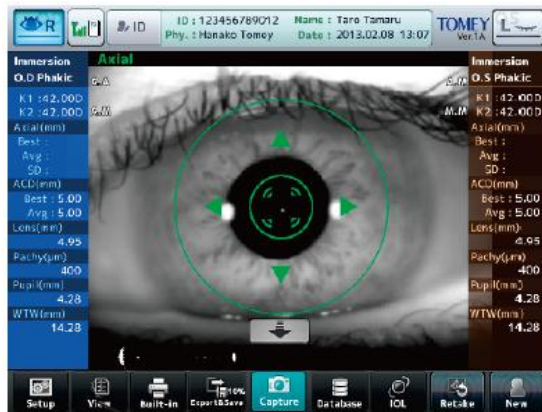 R
ID
ID : 123456789012 Name : Taro Tamaru
Phy. : Hanako Tomey Date : 2013.02.08 13:07
TOMEY
Ver.1A
L
Immersion
O.D Phakic
K1 :42.00D
K2 :42.00D
Axial(mm)
Best :
Avg :
SD :
ACD(mm)
Best : 5.00
Avg : 5.00
Lens(mm)
4.95
Pachy(µm)
400
Pupil(mm)
4.28
WTW(mm)
14.28
Axial
Immersion
O.S Phakic
K1 :42.00D
K2 :42.00D
Axial(mm)
Best :
Avg :
SD :
ACD(mm)
Best : 5.00
Avg : 5.00
Lens(mm)
4.95
Pachy(µm)
400
Pupil(mm)
4.28
WTW(mm)
14.28
Setup
View
Built-in
10%
Export&Save
Capture
Database
IOL
Retake
New